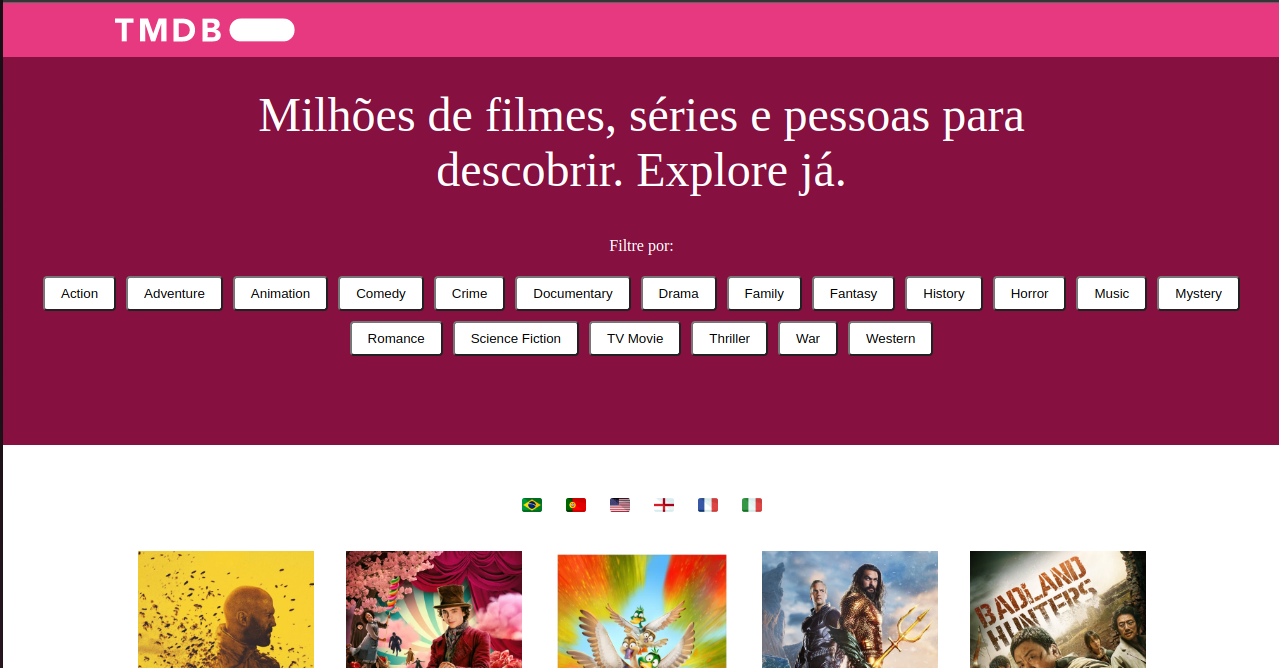 TMDB
Milhões de filmes, séries e pessoas para
descobrir. Explore já.
Filtre por:
Action Adventure Animation Comedy Crime Documentary Drama Family Fantasy History Horror Music Mystery
Romance Science Fiction TV Movie Thriller War Western
BADLAND
HUNTERS